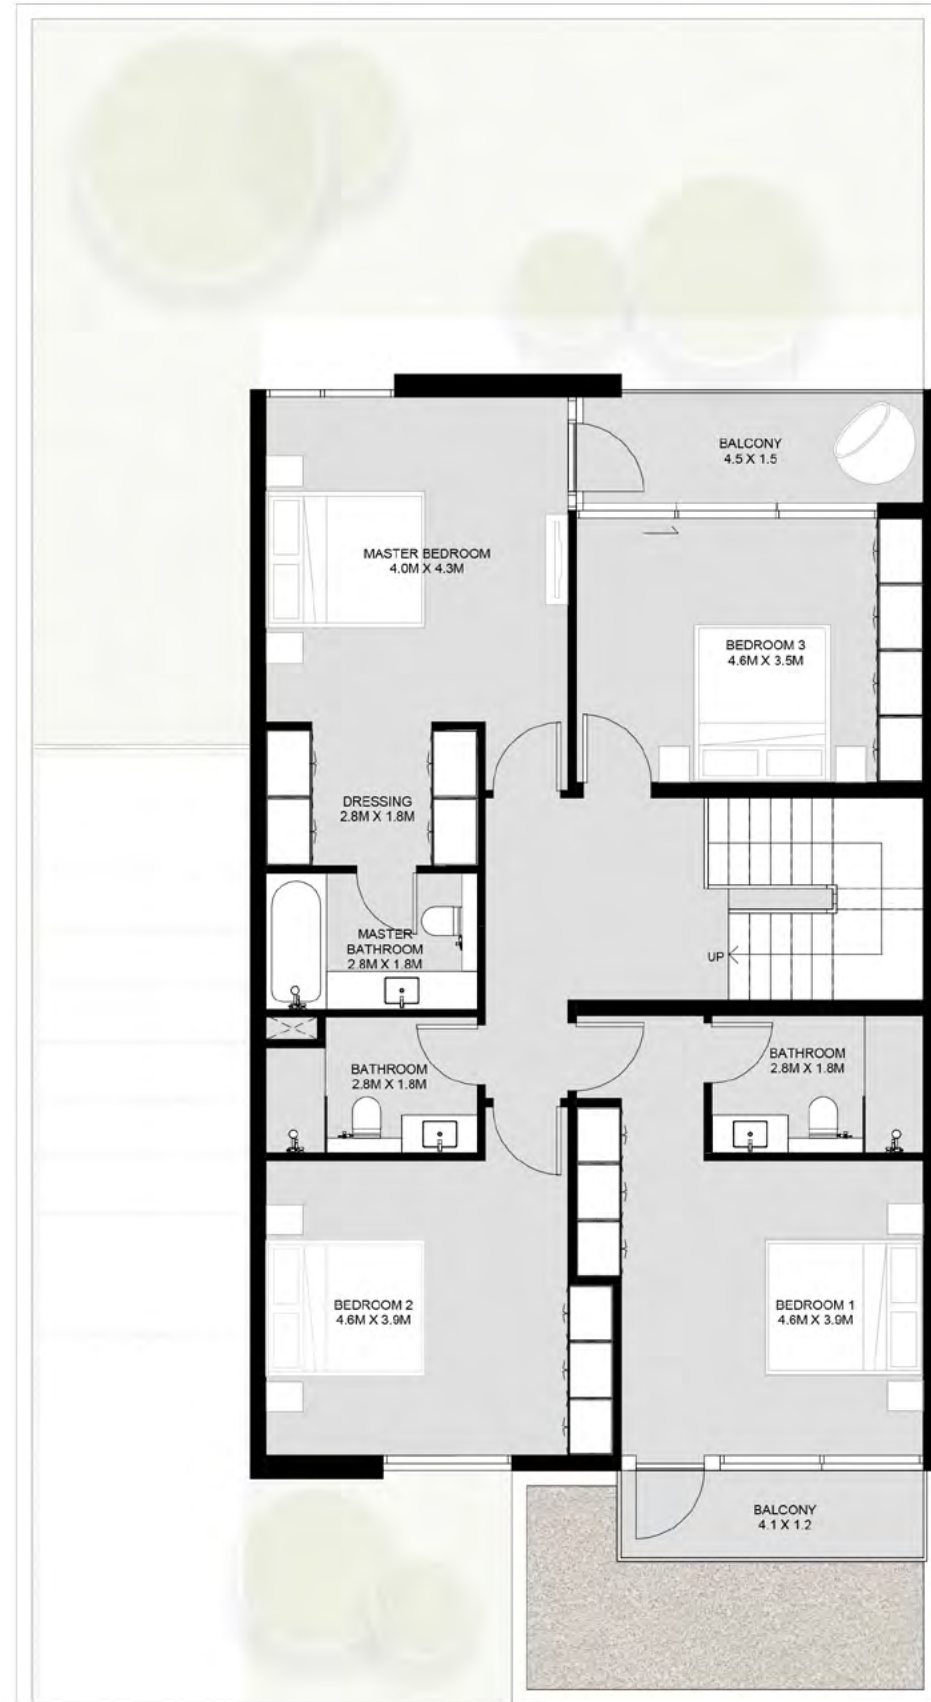 BALCONY
4.5 X 1.5
MASTER BEDROOM
4.0M X 4.3M
BEDROOM 3
4.6M X 3.5M
DRESSING
2.8M X 1.8M
MASTER
BATHROOM
2.8M X 1.8M
UP
BATHROOM
2.8M X 1.8M
BATHROOM
2.8M X 1.8M
BEDROOM 2
4.6M X 3.9M
BEDROOM 1
4.6M X 3.9M
BALCONY
4.1 X 1.2